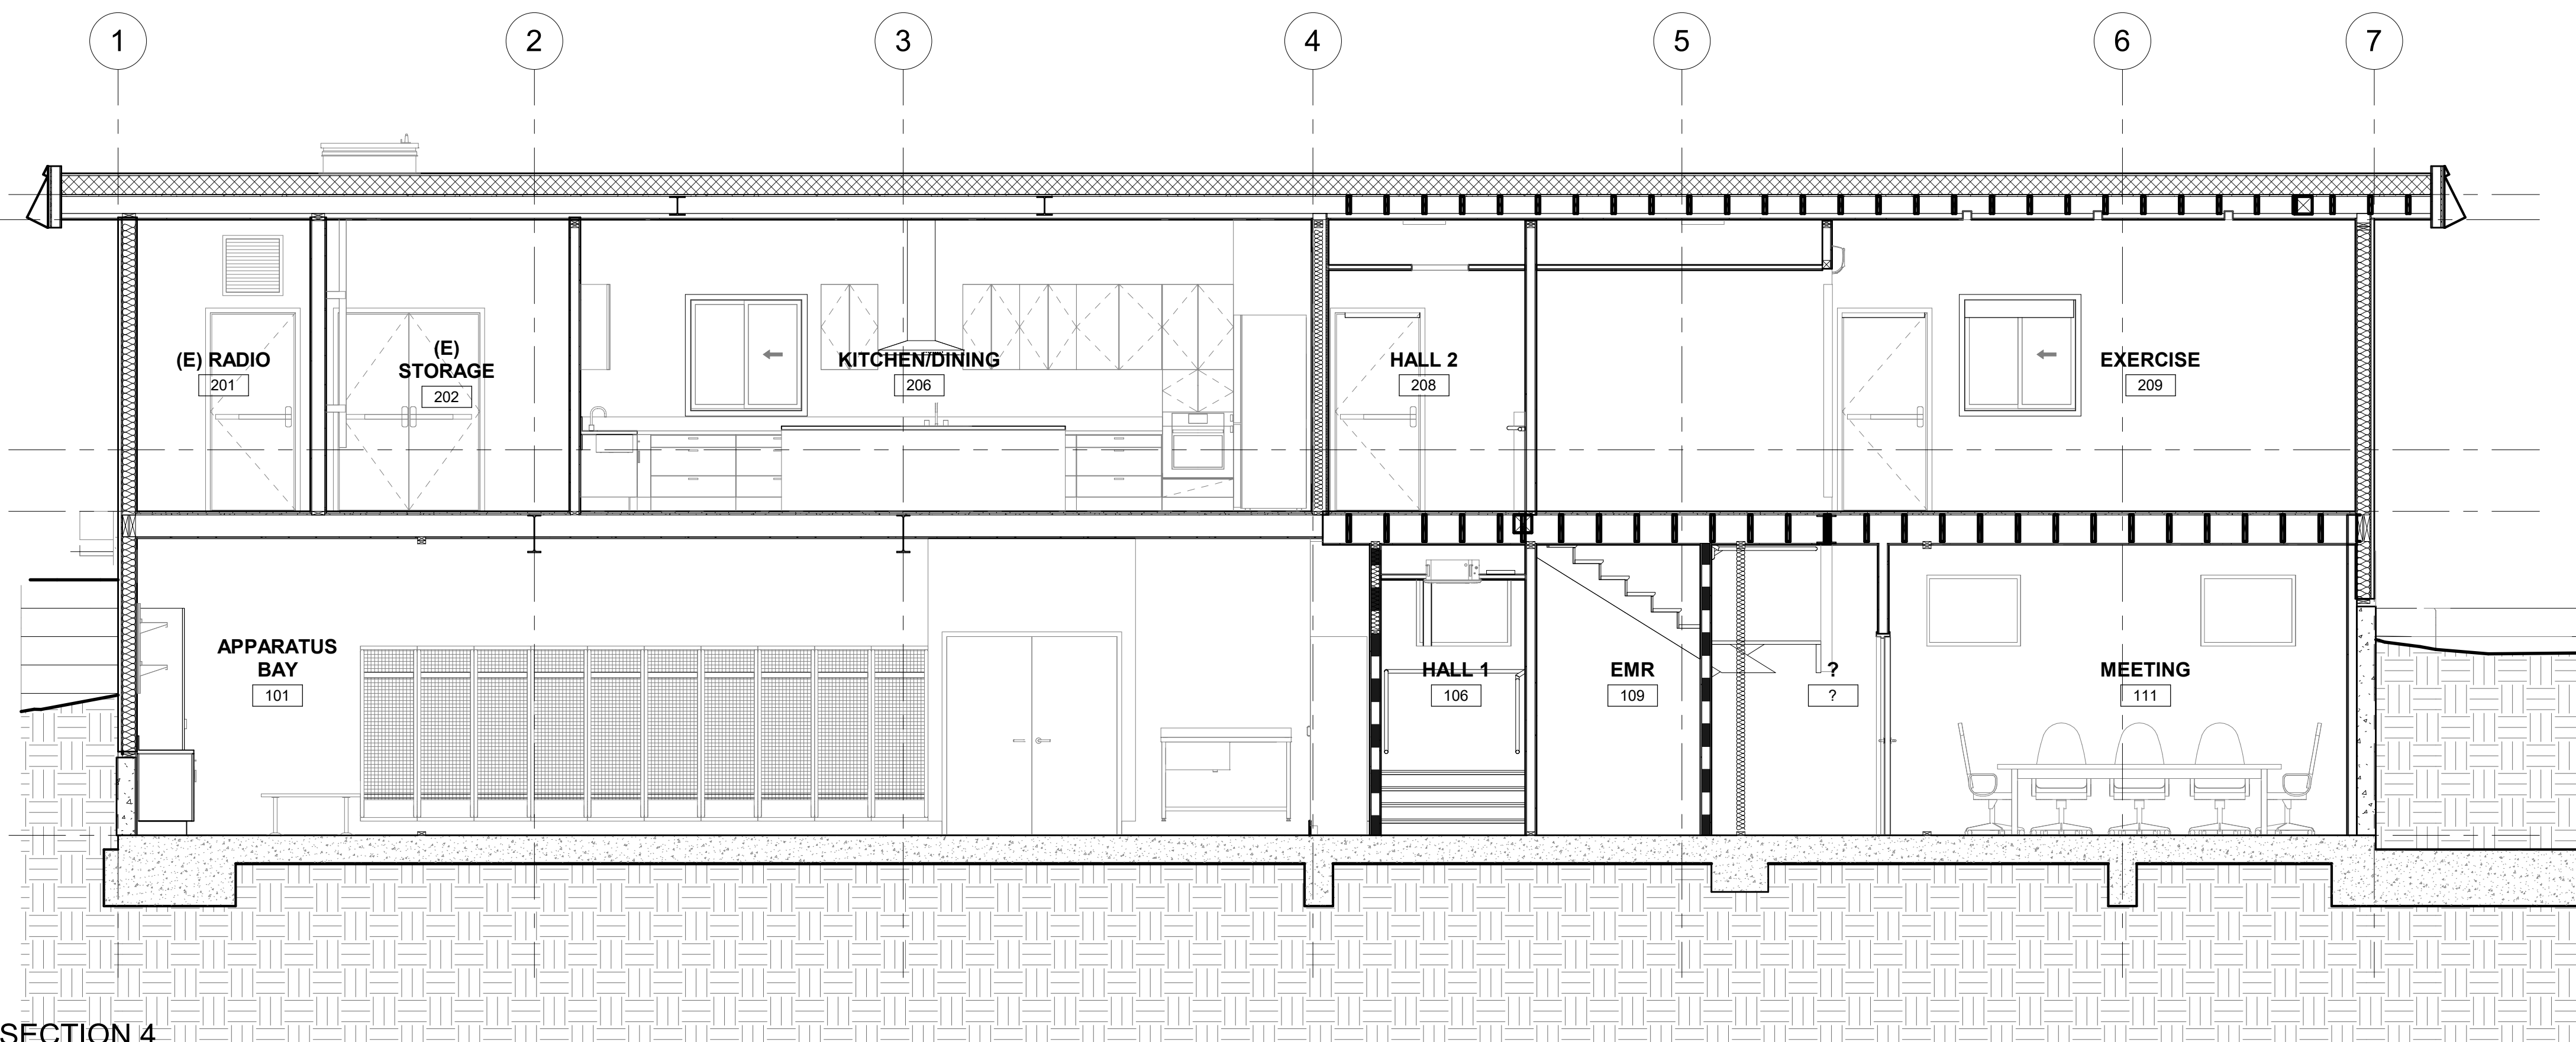 1
2
3
4
5
6
7
(E) RADIO
201
(E)
STORAGE
202
KITCHEN/DINING
206
HALL 2
208
EXERCISE
209
APPARATUS
BAY
101
HALL 1
106
EMR
109
?
?
MEETING
111
SECTION 4